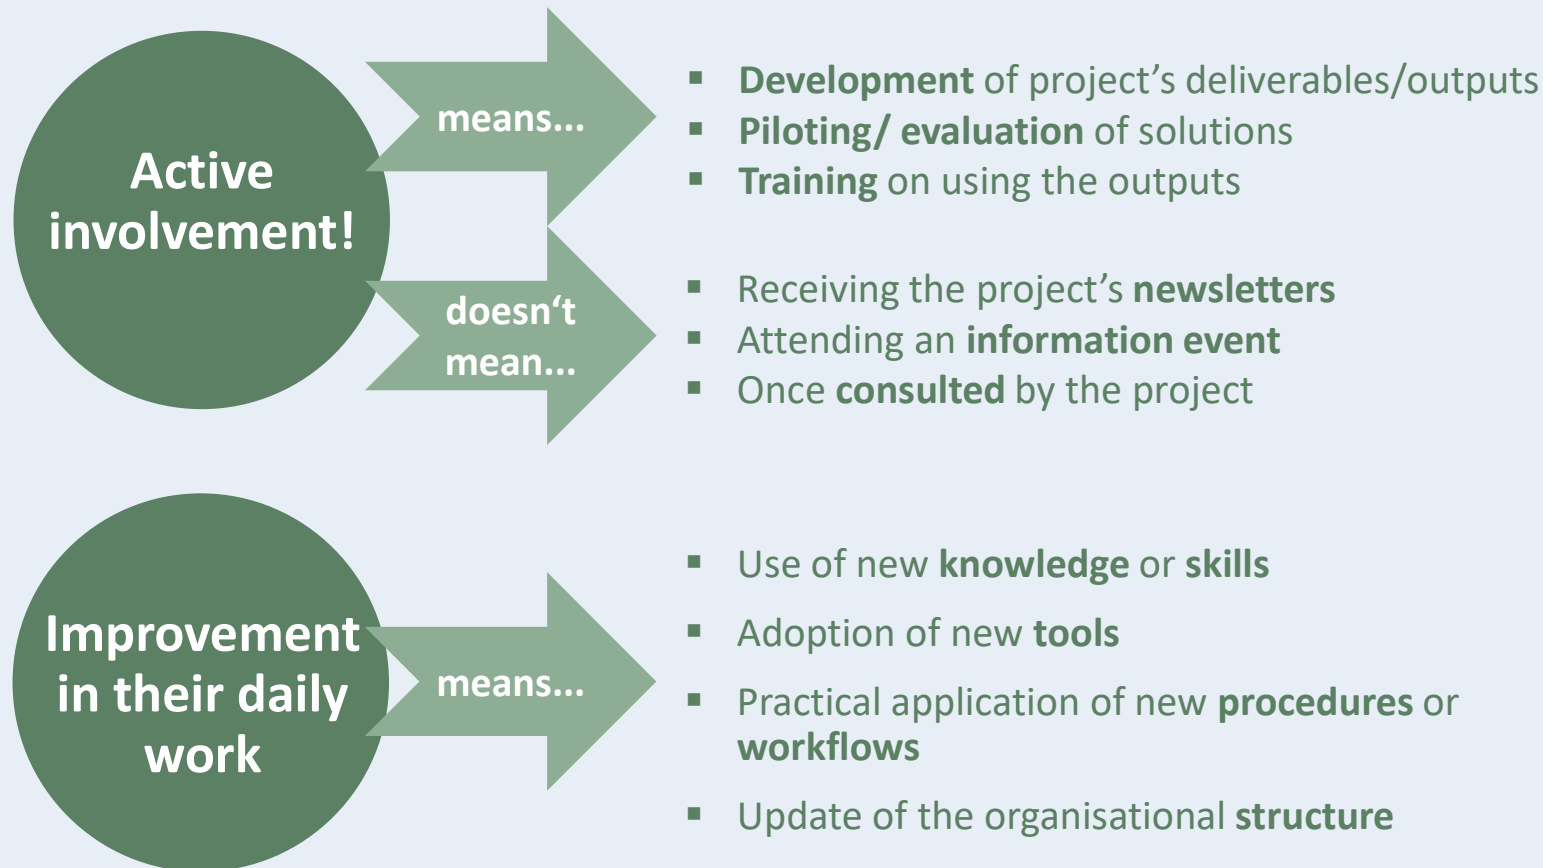 Active
involvement!
means...
▪ Development of project’s deliverables/outputs
▪ Piloting/ evaluation of solutions
▪ Training on using the outputs
doesn‘t
mean...
▪ Receiving the project’s newsletters
▪ Attending an information event
▪ Once consulted by the project
Improvement
in their daily
work
means...
▪ Use of new knowledge or skills
▪ Adoption of new tools
▪ Practical application of new procedures or
workflows
▪ Update of the organisational structure